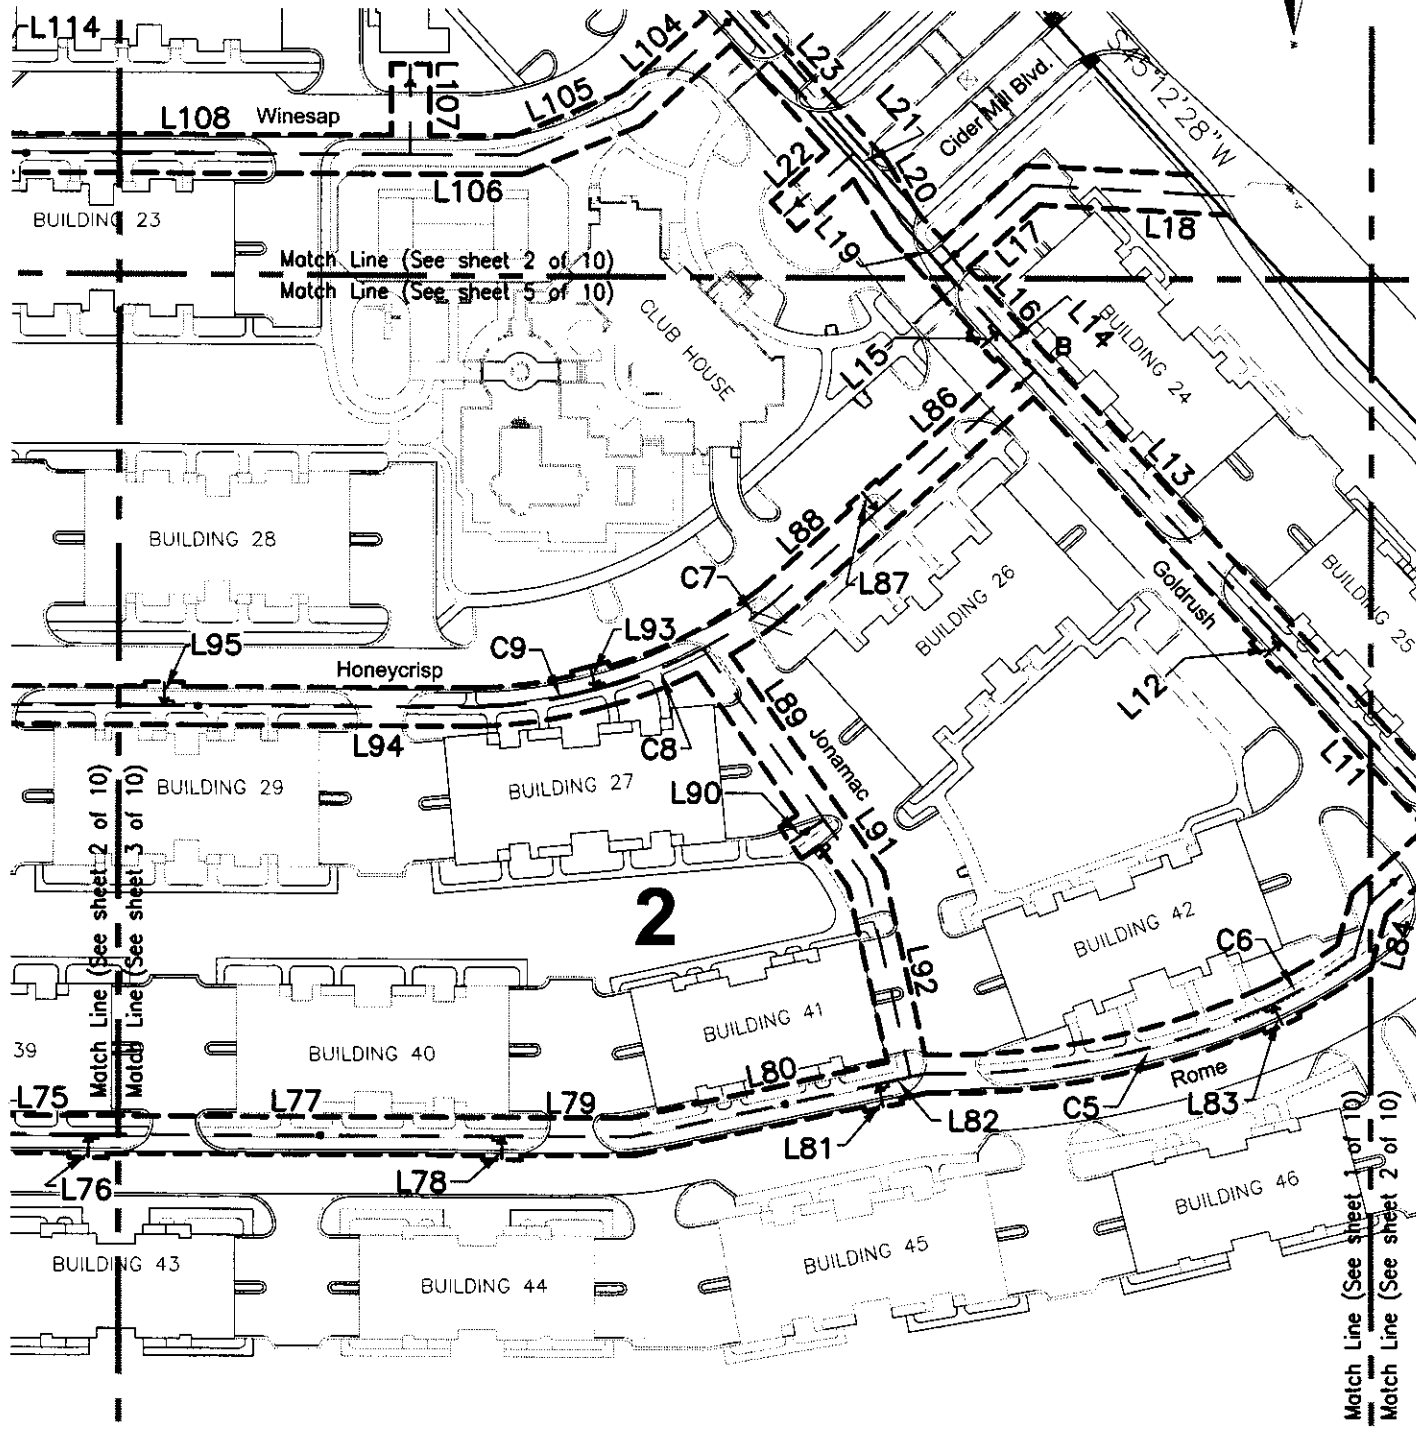 L114
L104
L23
Cider Mill Blvd.
S45°12'28"W
L107
L105
L21
L108
Winesap
L22
L20
L106
BUILDING 23
L19
L17
L18
Match Line (See sheet 2 of 10)
Match Line (See sheet 5 of 10)
L16
L14
CLUB HOUSE
L15
B
BUILDING 24
L86
L13
BUILDING 28
L88
C7
L87
BUILDING 26
Goldrush
BUILDING 25
L95
L93
C9
Honeycrisp
L12
L89
L94
C8
Jonamac
L11
BUILDING 29
BUILDING 27
L90
L91
2
BUILDING 42
C6
L84
L92
Match Line (See sheet 2 of 10)
Match Line (See sheet 3 of 10)
39
BUILDING 40
BUILDING 41
L80
Rome
L75
L77
L79
C5
L83
L82
L81
L76
L78
BUILDING 46
BUILDING 43
BUILDING 44
BUILDING 45
Match Line (See sheet 1 of 10)
Match Line (See sheet 2 of 10)